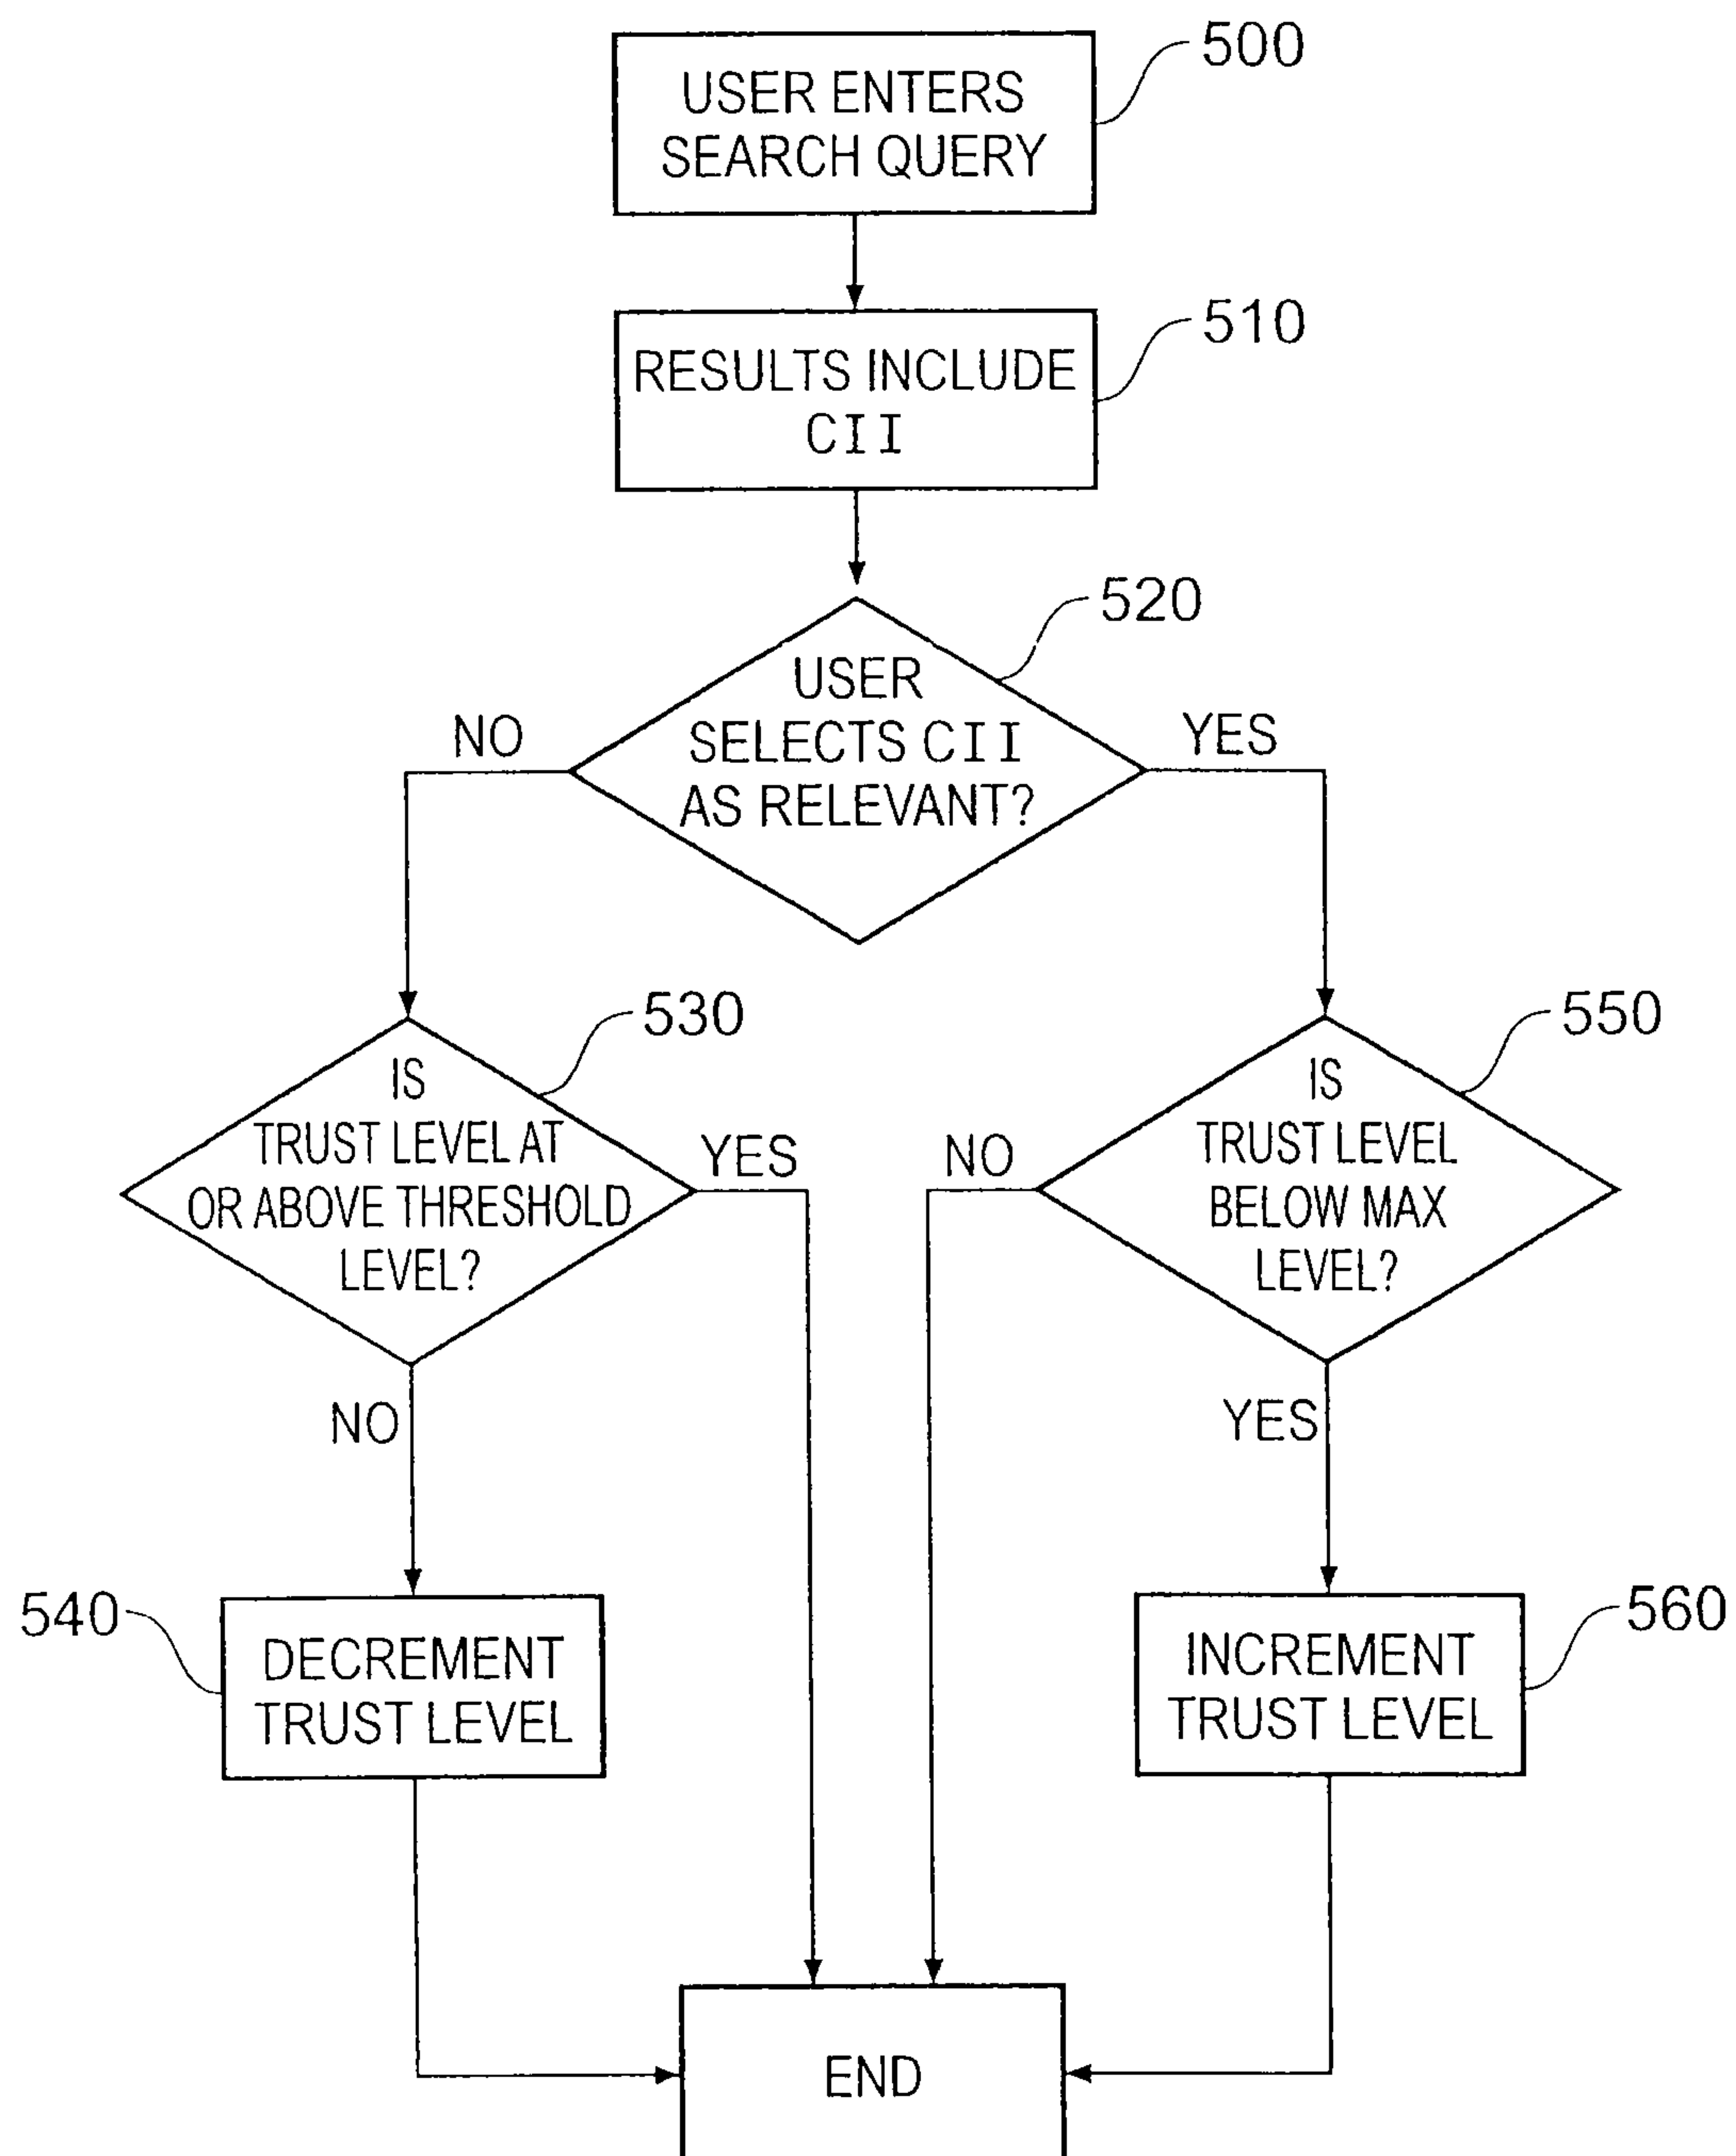 500
USER ENTERS
SEARCH QUERY
510
RESULTS INCLUDE
CII
520
USER
SELECTS CII
AS RELEVANT?
NO
YES
530
IS
TRUST LEVEL AT
OR ABOVE THRESHOLD
LEVEL?
YES
NO
550
IS
TRUST LEVEL
BELOW MAX
LEVEL?
NO
YES
540
DECREMENT
TRUST LEVEL
560
INCREMENT
TRUST LEVEL
END